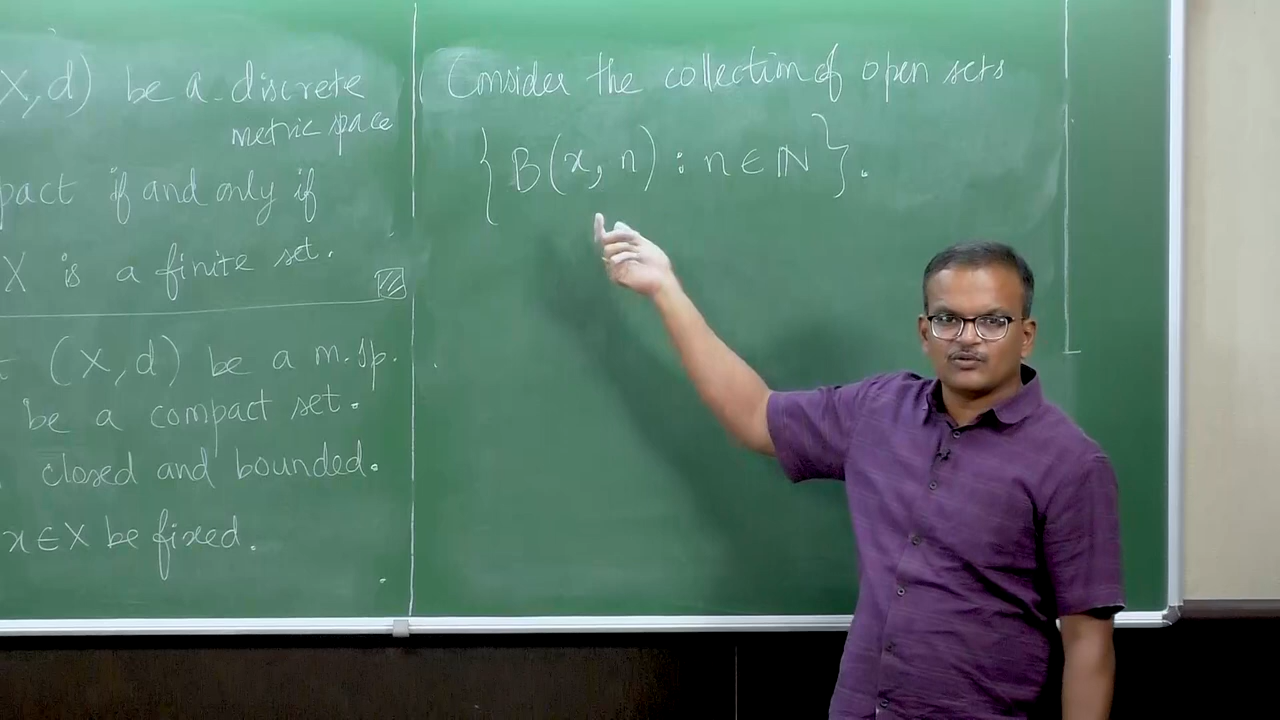 X, d) be a discrete
metric space
pact if and only if
X is a finite set.
(X, d) be a m. sp.
be a compact set.
closed and bounded.
x ∈ X be fixed.
Consider the collection of open sets
{ B(x, n) : n ∈ ℕ }.